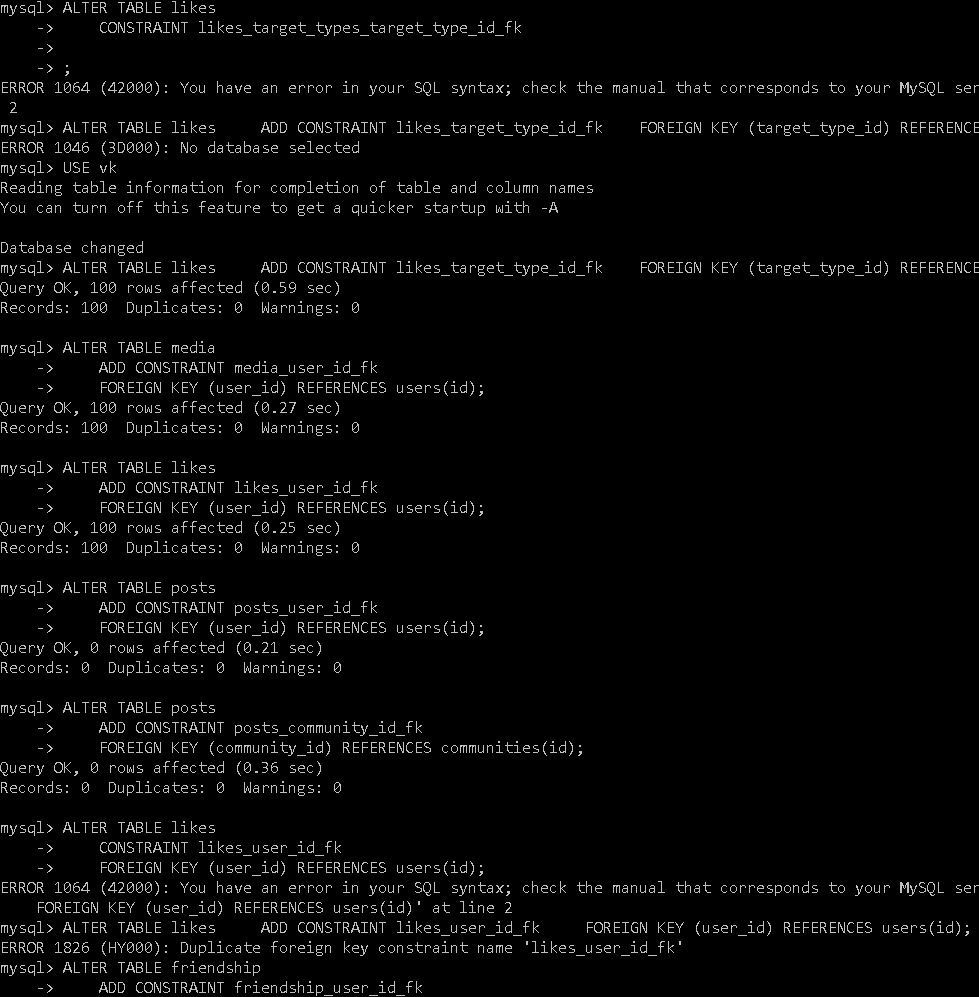 mysql> ALTER TABLE likes
    ->     CONSTRAINT likes_target_types_target_type_id_fk
    ->
    -> ;
ERROR 1064 (42000): You have an error in your SQL syntax; check the manual that corresponds to your MySQL ser
 2
mysql> ALTER TABLE likes     ADD CONSTRAINT likes_target_type_id_fk    FOREIGN KEY (target_type_id) REFERENCE
ERROR 1046 (3D000): No database selected
mysql> USE vk
Reading table information for completion of table and column names
You can turn off this feature to get a quicker startup with -A

Database changed
mysql> ALTER TABLE likes     ADD CONSTRAINT likes_target_type_id_fk    FOREIGN KEY (target_type_id) REFERENCE
Query OK, 100 rows affected (0.59 sec)
Records: 100  Duplicates: 0  Warnings: 0

mysql> ALTER TABLE media
    ->     ADD CONSTRAINT media_user_id_fk
    ->     FOREIGN KEY (user_id) REFERENCES users(id);
Query OK, 100 rows affected (0.27 sec)
Records: 100  Duplicates: 0  Warnings: 0

mysql> ALTER TABLE likes
    ->     ADD CONSTRAINT likes_user_id_fk
    ->     FOREIGN KEY (user_id) REFERENCES users(id);
Query OK, 100 rows affected (0.25 sec)
Records: 100  Duplicates: 0  Warnings: 0

mysql> ALTER TABLE posts
    ->     ADD CONSTRAINT posts_user_id_fk
    ->     FOREIGN KEY (user_id) REFERENCES users(id);
Query OK, 0 rows affected (0.21 sec)
Records: 0  Duplicates: 0  Warnings: 0

mysql> ALTER TABLE posts
    ->     ADD CONSTRAINT posts_community_id_fk
    ->     FOREIGN KEY (community_id) REFERENCES communities(id);
Query OK, 0 rows affected (0.36 sec)
Records: 0  Duplicates: 0  Warnings: 0

mysql> ALTER TABLE likes
    ->     CONSTRAINT likes_user_id_fk
    ->     FOREIGN KEY (user_id) REFERENCES users(id);
ERROR 1064 (42000): You have an error in your SQL syntax; check the manual that corresponds to your MySQL ser
    FOREIGN KEY (user_id) REFERENCES users(id)' at line 2
mysql> ALTER TABLE likes     ADD CONSTRAINT likes_user_id_fk     FOREIGN KEY (user_id) REFERENCES users(id);
ERROR 1826 (HY000): Duplicate foreign key constraint name 'likes_user_id_fk'
mysql> ALTER TABLE friendship
    ->     ADD CONSTRAINT friendship_user_id_fk